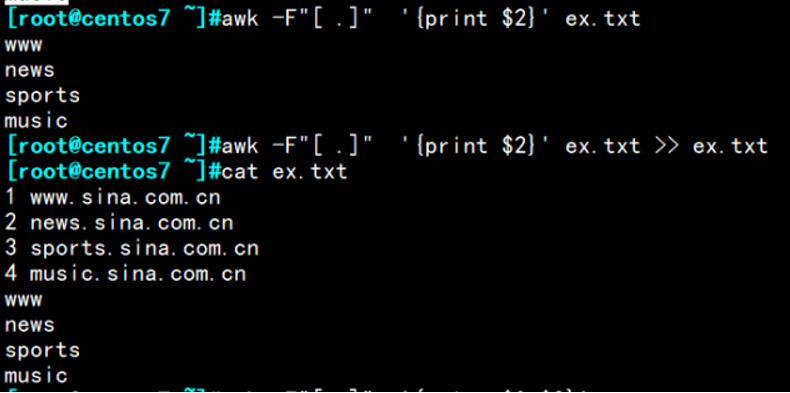 [root@centos7 ~]#awk -F"[ .]"  '{print $2}' ex.txt
www
news
sports
music
[root@centos7 ~]#awk -F"[ .]"  '{print $2}' ex.txt >> ex.txt
[root@centos7 ~]#cat ex.txt
1 www.sina.com.cn
2 news.sina.com.cn
3 sports.sina.com.cn
4 music.sina.com.cn
www
news
sports
music